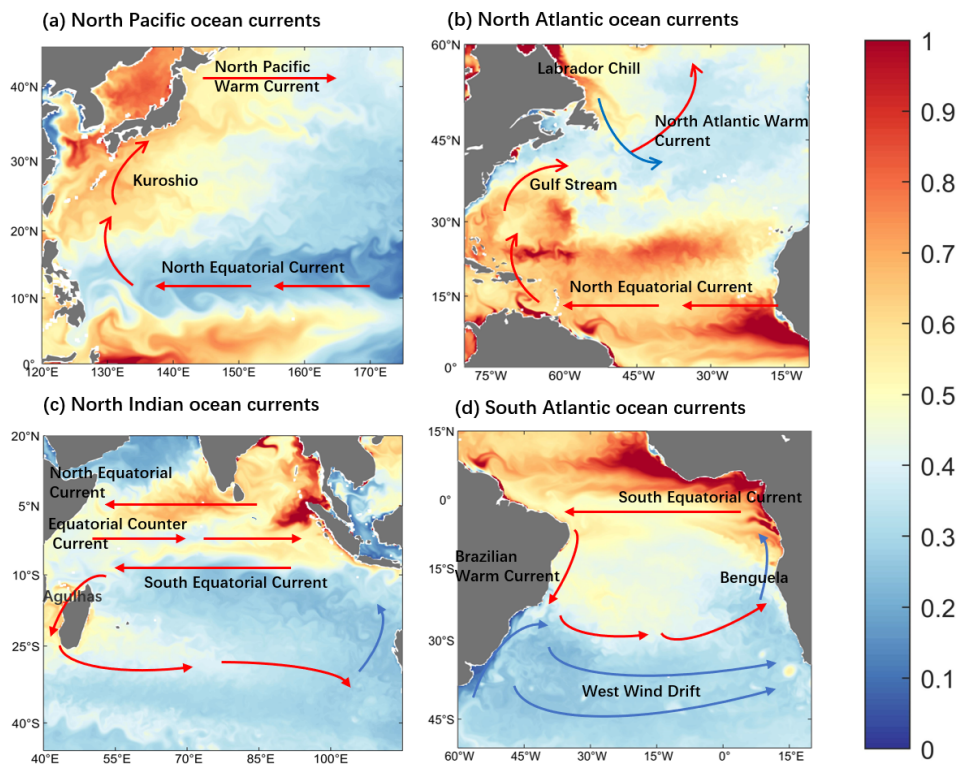 (a) North Pacific ocean currents
North Pacific
Warm Current
Kuroshio
North Equatorial Current
40°N
30°N
20°N
10°N
0°
120°E
130°E
140°E
150°E
160°E
170°E
(b) North Atlantic ocean currents
Labrador Chill
North Atlantic Warm
Current
Gulf Stream
North Equatorial Current
60°N
45°N
30°N
15°N
0°
75°W
60°W
45°W
30°W
15°W
(c) North Indian ocean currents
North Equatorial
Current
Equatorial Counter
Current
South Equatorial Current
Agulhas
20°N
5°N
10°S
25°S
40°S
40°E
55°E
70°E
85°E
100°E
(d) South Atlantic ocean currents
South Equatorial Current
Brazilian
Warm Current
Benguela
West Wind Drift
15°N
0°
15°S
30°S
45°S
60°W
45°W
30°W
15°W
0°
15°E
1
0.9
0.8
0.7
0.6
0.5
0.4
0.3
0.2
0.1
0